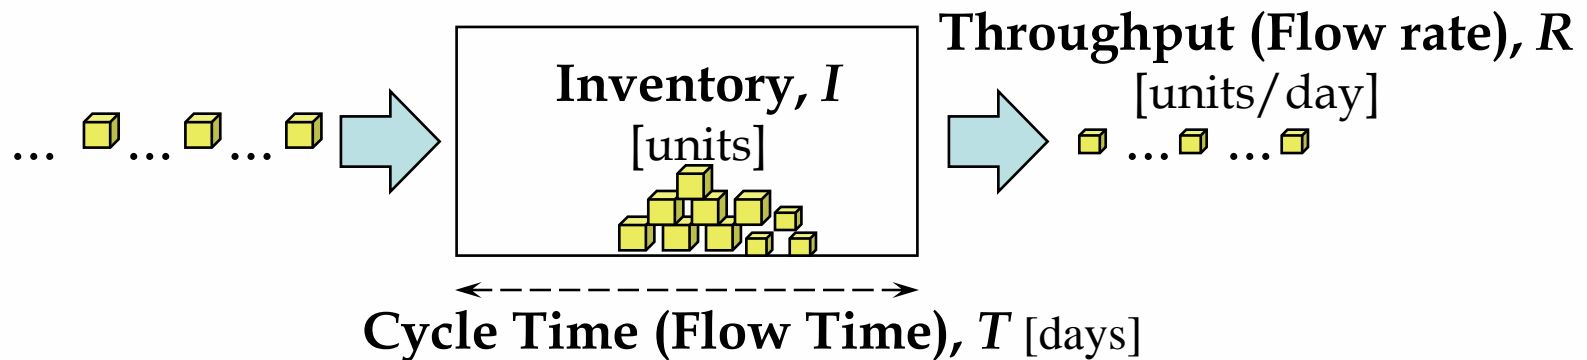 Throughput (Flow rate), R
[units/day]
Inventory, I
[units]
... ... ...
... ...
Cycle Time (Flow Time), T [days]